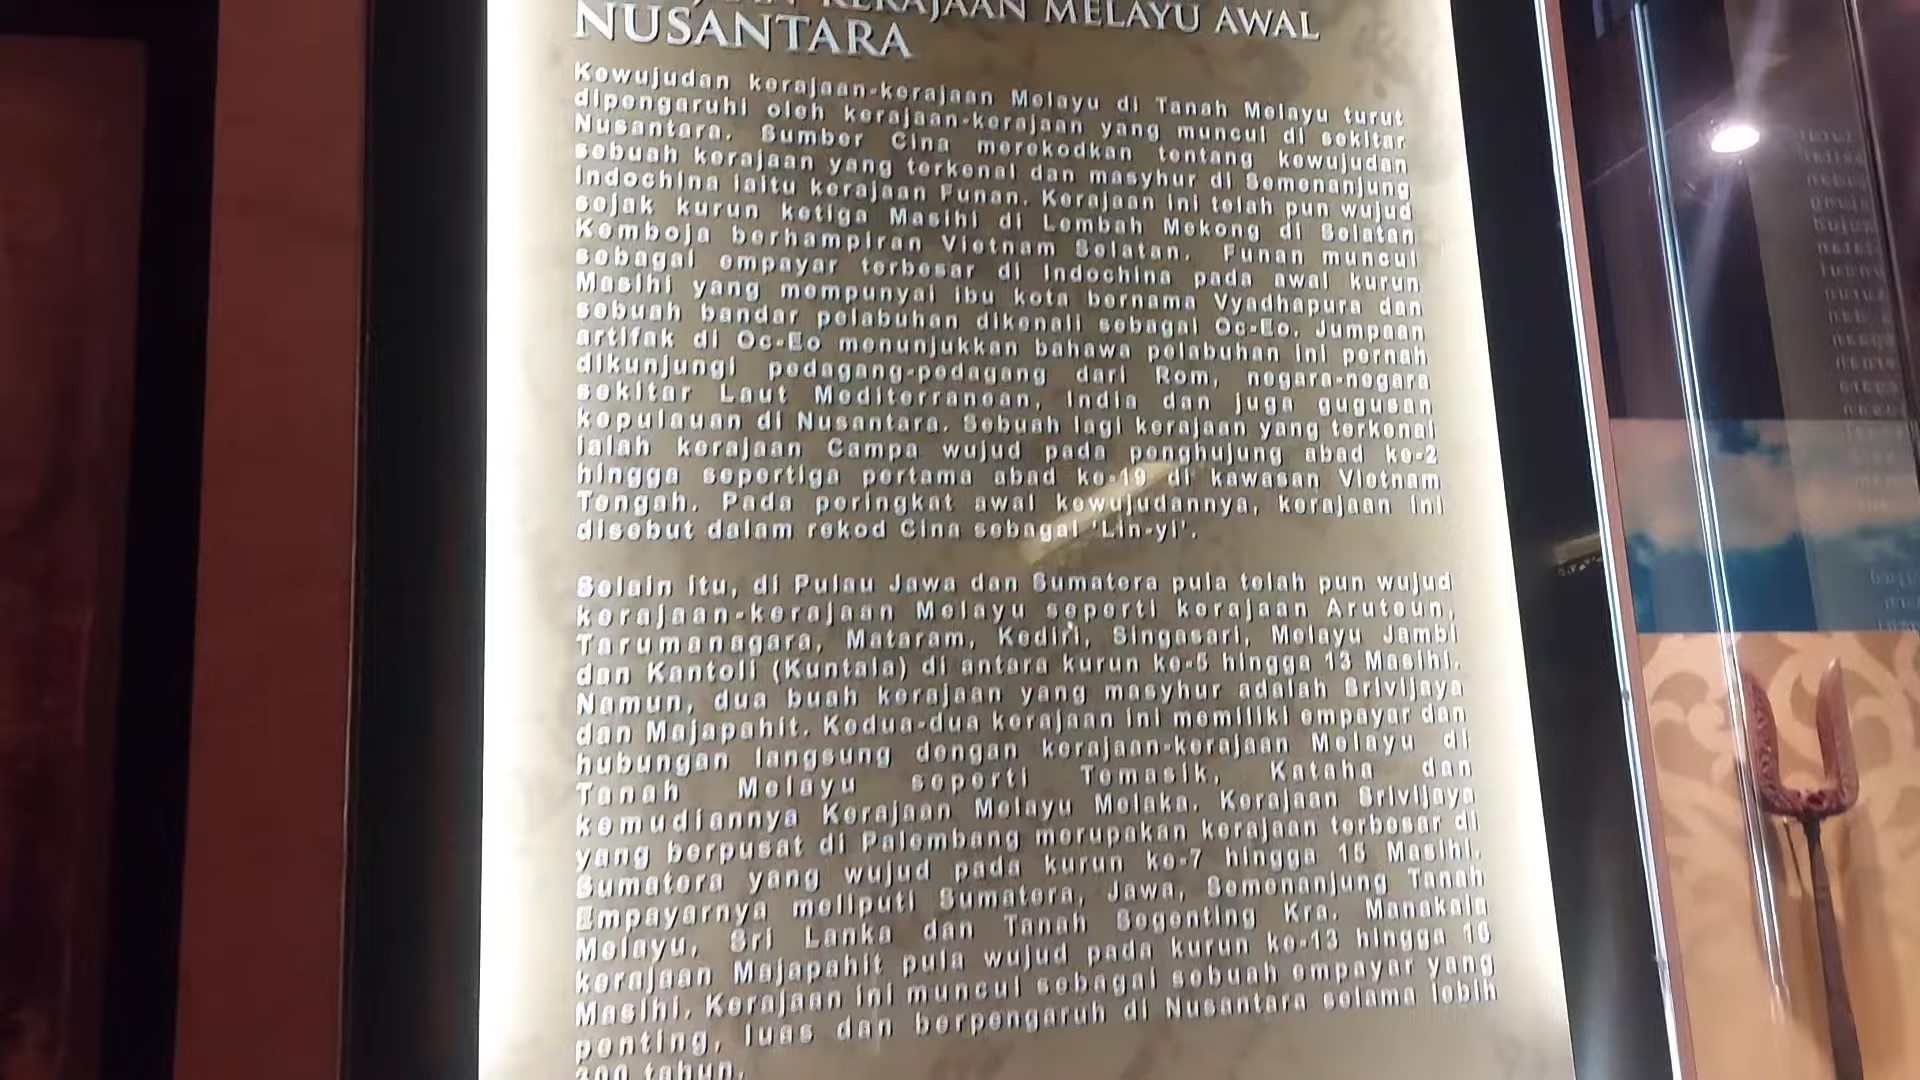 KERAJAAN MELAYU AWAL
NUSANTARA
Kewujudan kerajaan-kerajaan Melayu di Tanah Melayu turut
dipengaruhi oleh kerajaan-kerajaan yang muncul di sekitar
Nusantara. Sumber Cina merekodkan tentang kewujudan
sebuah kerajaan yang terkenal dan masyhur di Semenanjung
Indochina iaitu kerajaan Funan. Kerajaan ini telah pun wujud
sejak kurun ketiga Masihi di Lembah Mekong di Selatan
Kemboja berhampiran Vietnam Selatan. Funan muncul
sebagai empayar terbesar di Indochina pada awal kurun
Masihi yang mempunyai ibu kota bernama Vyadhapura dan
sebuah bandar pelabuhan dikenali sebagai Oc-Eo. Jumpaan
artifak di Oc-Eo menunjukkan bahawa pelabuhan ini pernah
dikunjungi pedagang-pedagang dari Rom, negara-negara
sekitar Laut Mediterranean, India dan juga gugusan
kepulauan di Nusantara. Sebuah lagi kerajaan yang terkenal
ialah kerajaan Campa wujud pada penghujung abad ke-2
hingga sepertiga pertama abad ke-19 di kawasan Vietnam
Tengah. Pada peringkat awal kewujudannya, kerajaan ini
disebut dalam rekod Cina sebagai 'Lin-yi'.
Selain itu, di Pulau Jawa dan Sumatera pula telah pun wujud
kerajaan-kerajaan Melayu seperti kerajaan Aruteun,
Tarumanagara, Mataram, Kediri, Singasari, Melayu Jambi
dan Kantoli (Kuntala) di antara kurun ke-5 hingga 13 Masihi.
Namun, dua buah kerajaan yang masyhur adalah Srivijaya
dan Majapahit. Kedua-dua kerajaan ini memiliki empayar dan
hubungan langsung dengan kerajaan-kerajaan Melayu di
Tanah Melayu seperti Temasik, Kataha dan
kemudiannya Kerajaan Melayu Melaka. Kerajaan Srivijaya
yang berpusat di Palembang merupakan kerajaan terbesar di
Sumatera yang wujud pada kurun ke-7 hingga 15 Masihi.
Empayarnya meliputi Sumatera, Jawa, Semenanjung Tanah
Melayu, Sri Lanka dan Tanah Segenting Kra. Manakala
kerajaan Majapahit pula wujud pada kurun ke-13 hingga 16
Masihi. Kerajaan ini muncul sebagai sebuah empayar yang
penting, luas dan berpengaruh di Nusantara selama lebih
200 tahun.